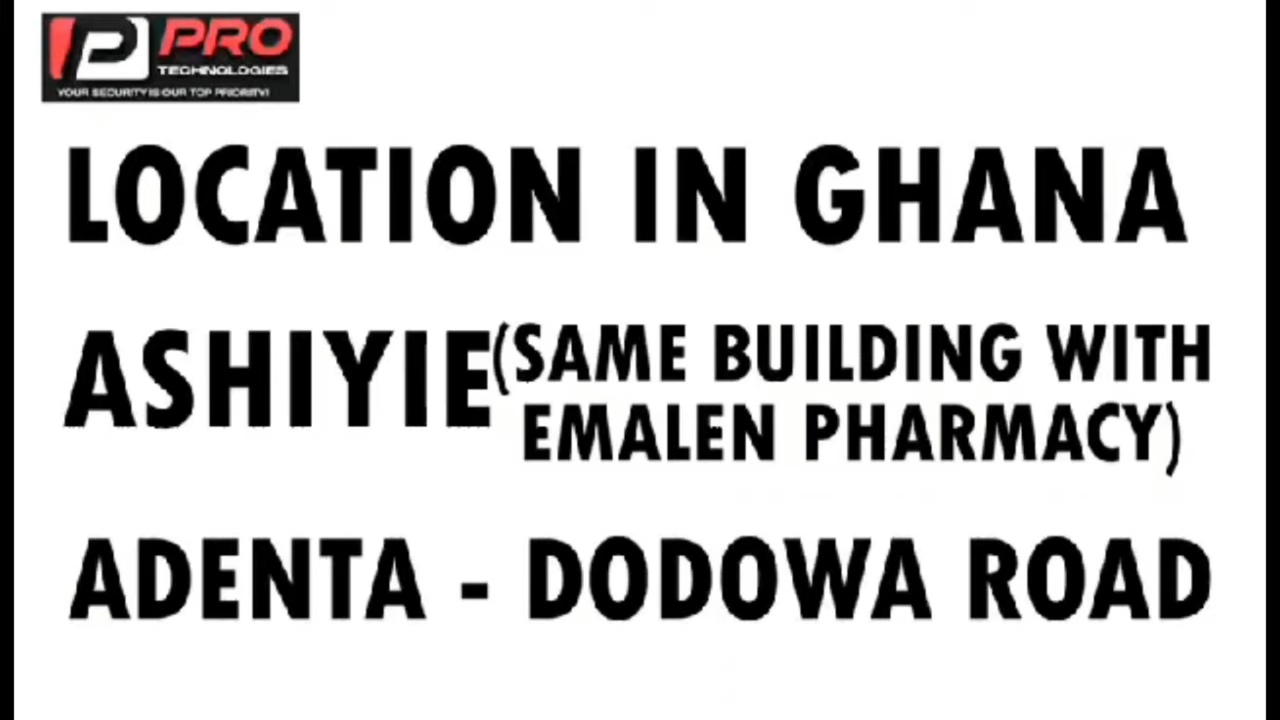 PRO
TECHNOLOGIES
YOUR SECURITY IS OUR TOP PRIORITY!
LOCATION IN GHANA
ASHIYIE (SAME BUILDING WITH
EMALEN PHARMACY)
ADENTA - DODOWA ROAD